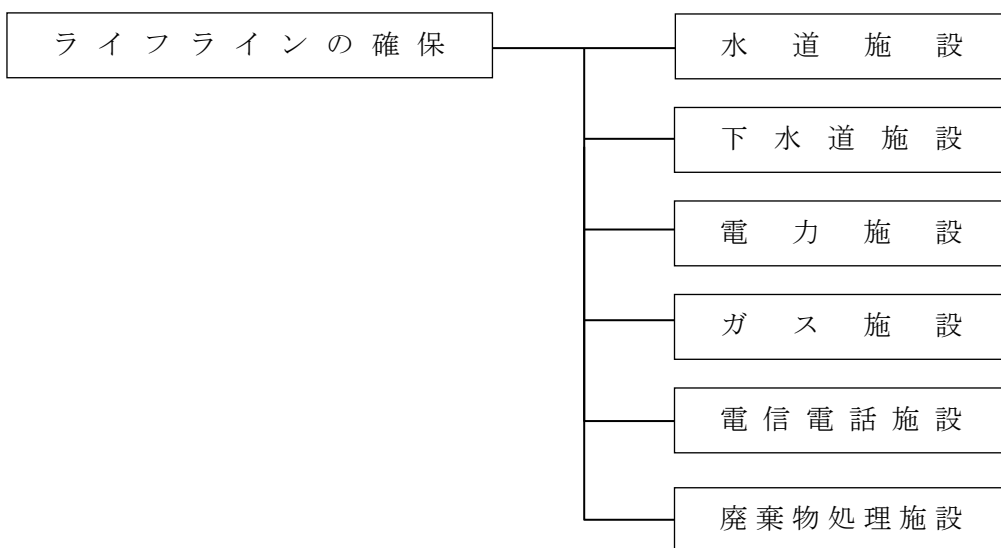 ライフラインの確保
水道施設
下水道施設
電力施設
ガス施設
電信電話施設
廃棄物処理施設